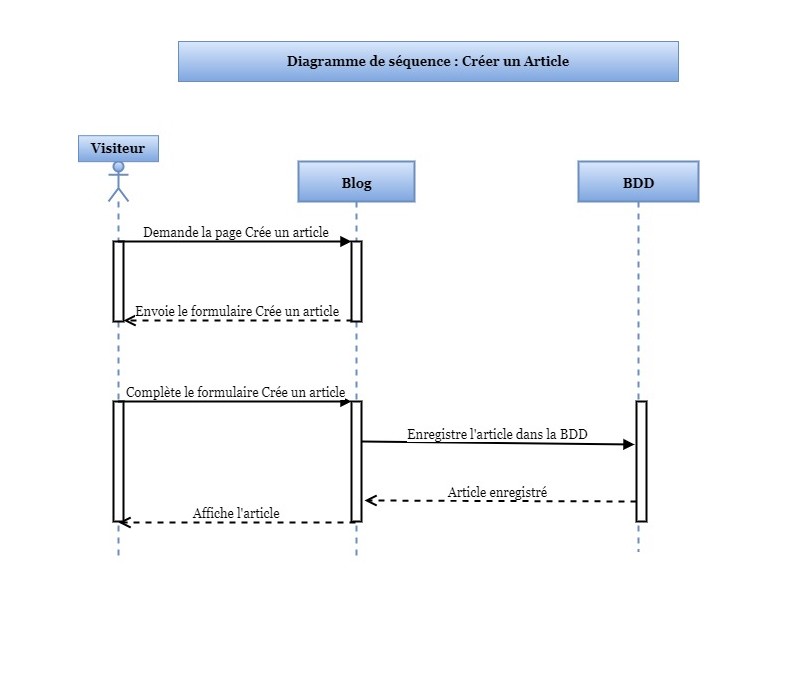 Diagramme de séquence : Créer un Article
Visiteur
Blog
BDD
Demande la page Crée un article
Envoie le formulaire Crée un article
Complète le formulaire Crée un article
Enregistre l'article dans la BDD
Article enregistré
Affiche l'article